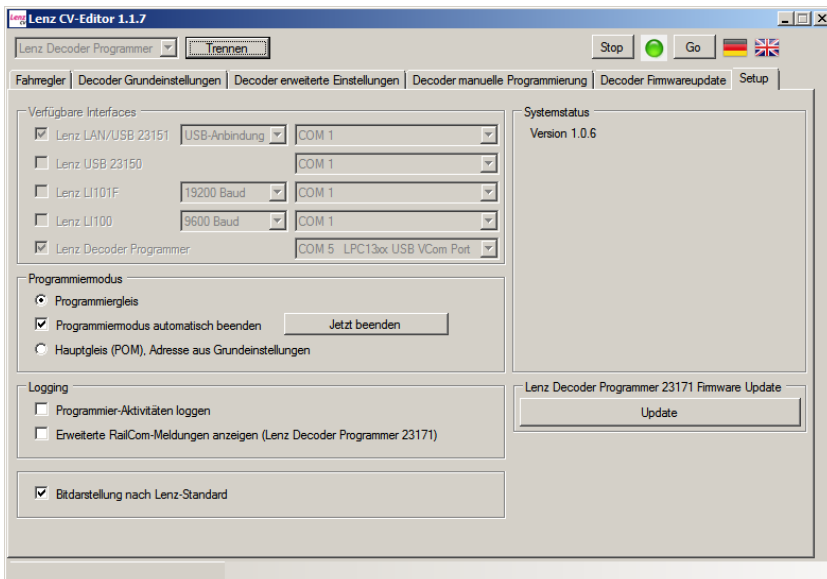 Lenz CV Lenz CV-Editor 1.1.7
Lenz Decoder Programmer Trennen Stop Go
Fahrregler Decoder Grundeinstellungen Decoder erweiterte Einstellungen Decoder manuelle Programmierung Decoder Firmwareupdate Setup
Verfügbare Interfaces
Lenz LAN/USB 23151 USB-Anbindung COM 1
Lenz USB 23150 COM 1
Lenz LI101F 19200 Baud COM 1
Lenz LI100 9600 Baud COM 1
Lenz Decoder Programmer COM 5 LPC13xx USB VCom Port
Systemstatus
Version 1.0.6
Programmiermodus
Programmiergleis
Programmiermodus automatisch beenden Jetzt beenden
Hauptgleis (POM), Adresse aus Grundeinstellungen
Logging
Programmier-Aktivitäten loggen
Erweiterte RailCom-Meldungen anzeigen (Lenz Decoder Programmer 23171)
Lenz Decoder Programmer 23171 Firmware Update
Update
Bitdarstellung nach Lenz-Standard